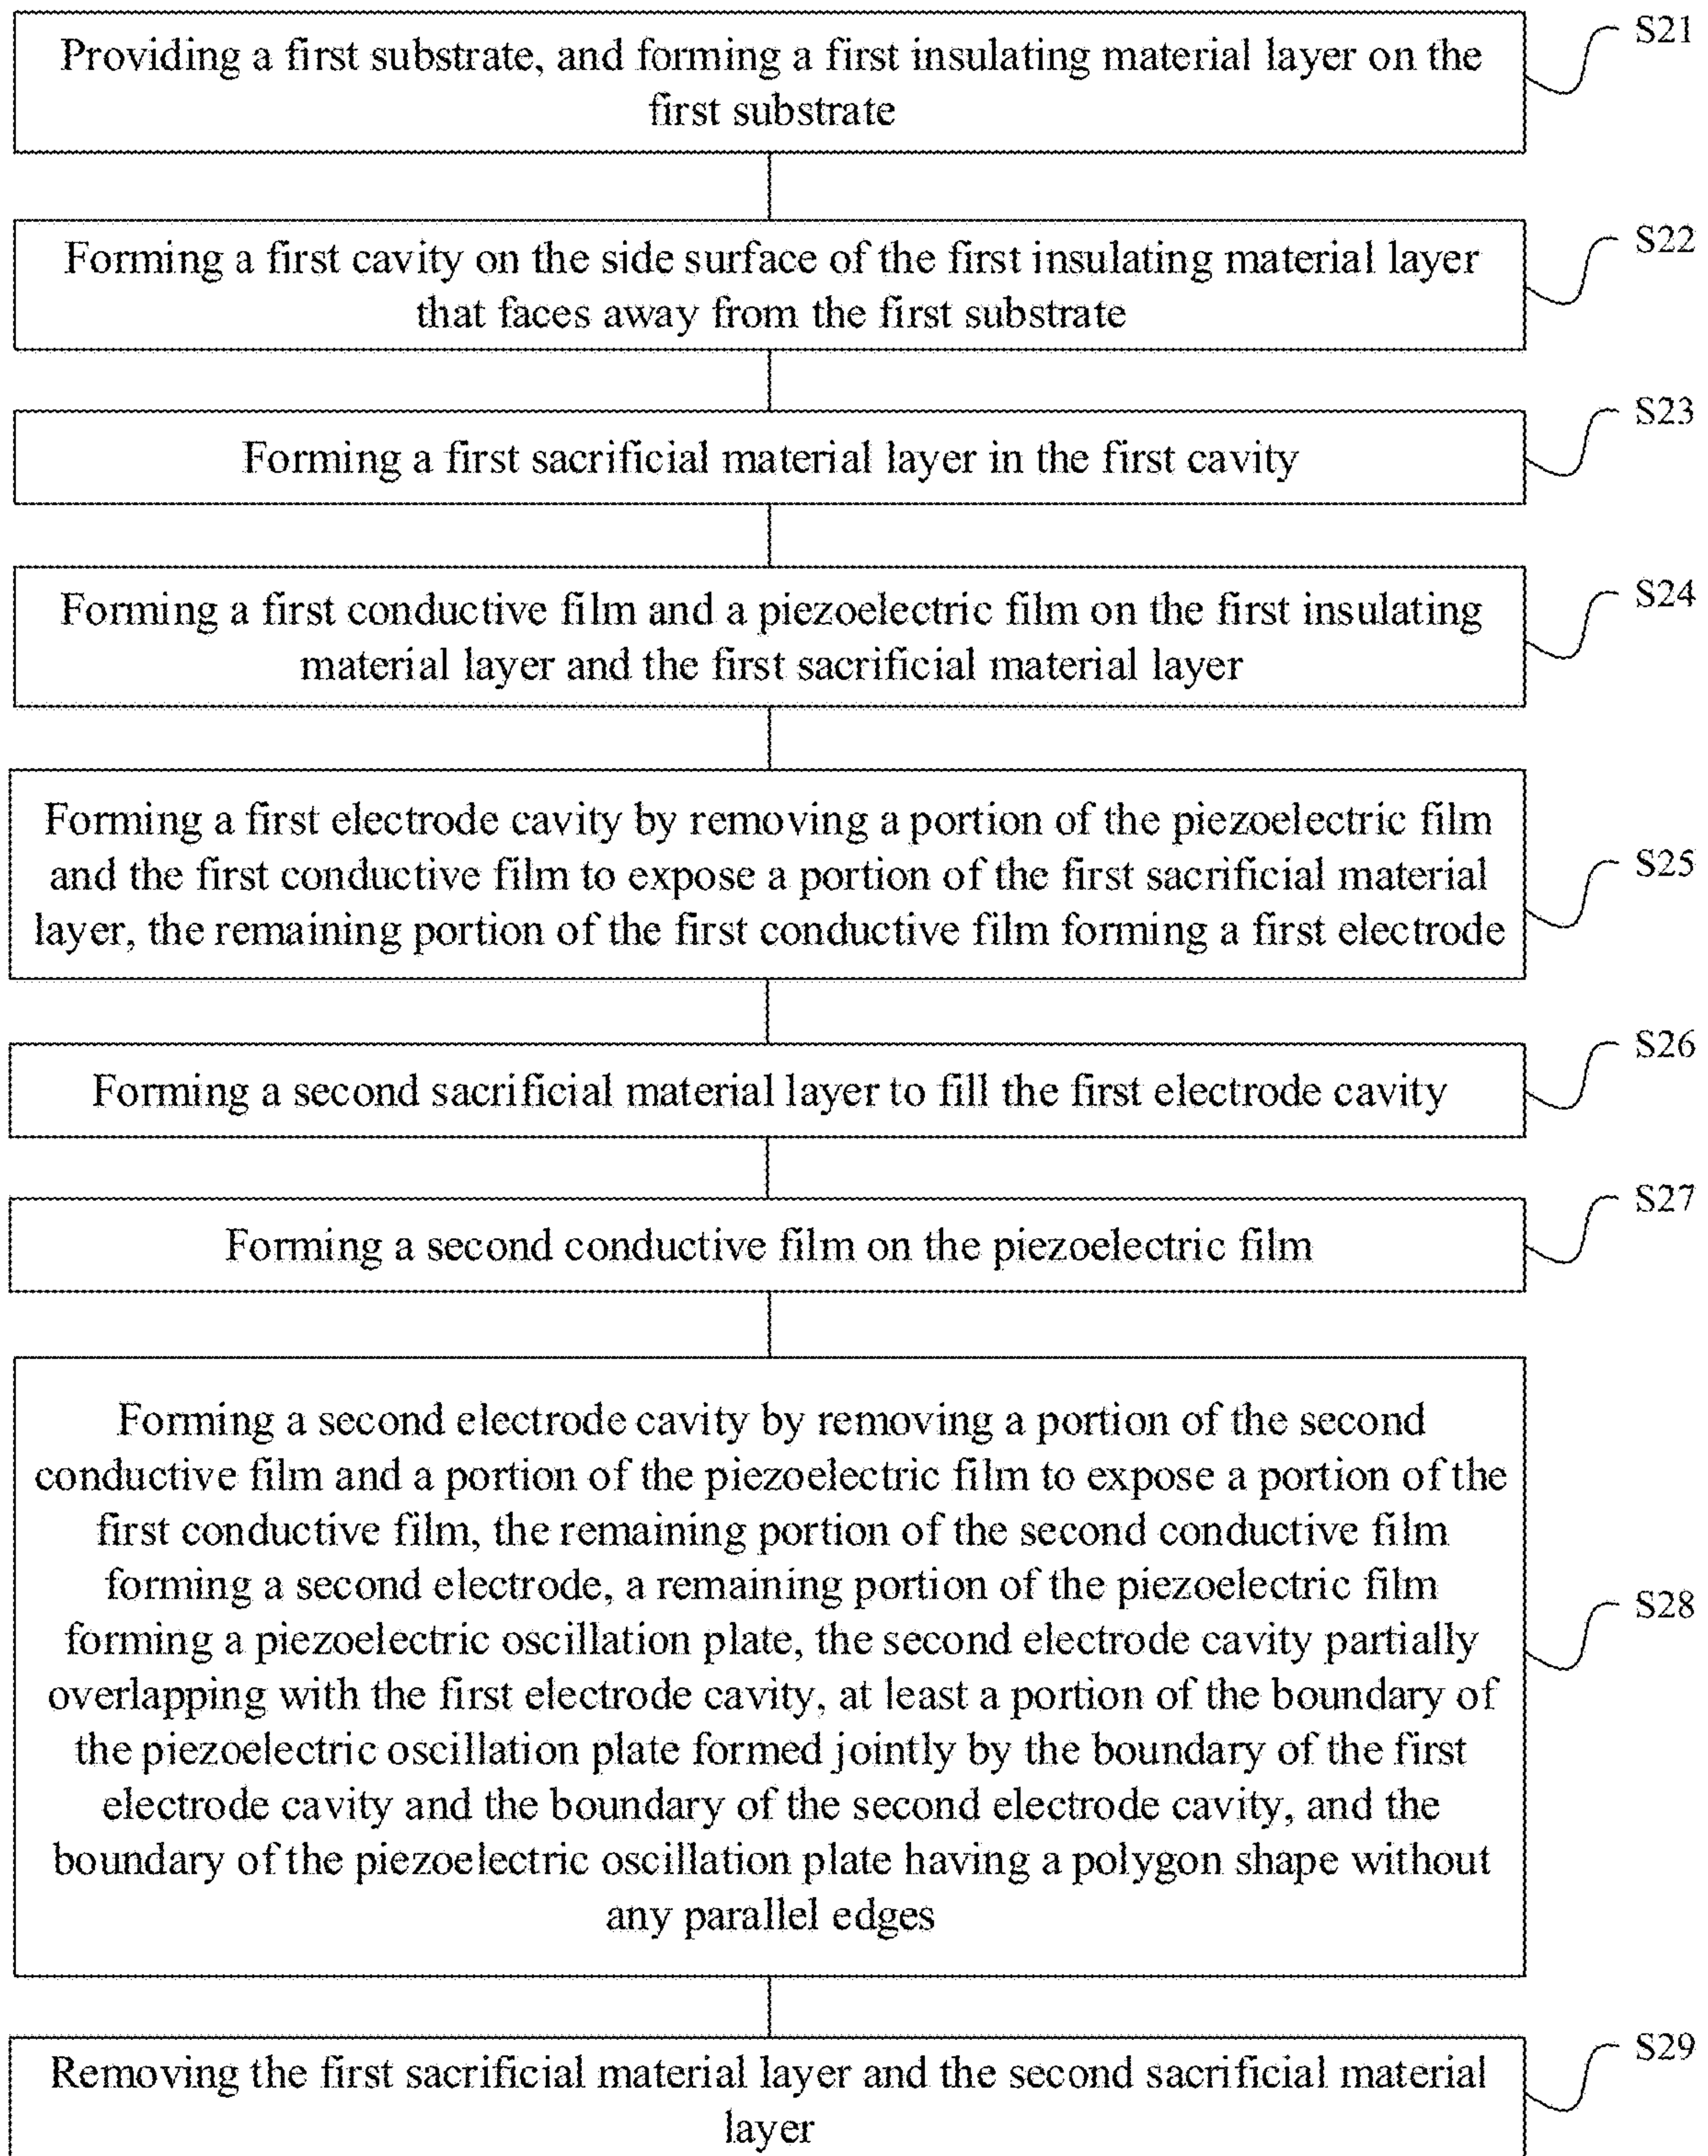 Providing a first substrate, and forming a first insulating material layer on the
first substrate
S21
Forming a first cavity on the side surface of the first insulating material layer
that faces away from the first substrate
S22
Forming a first sacrificial material layer in the first cavity
S23
Forming a first conductive film and a piezoelectric film on the first insulating
material layer and the first sacrificial material layer
S24
Forming a first electrode cavity by removing a portion of the piezoelectric film
and the first conductive film to expose a portion of the first sacrificial material
layer, the remaining portion of the first conductive film forming a first electrode
S25
Forming a second sacrificial material layer to fill the first electrode cavity
S26
Forming a second conductive film on the piezoelectric film
S27
Forming a second electrode cavity by removing a portion of the second
conductive film and a portion of the piezoelectric film to expose a portion of the
first conductive film, the remaining portion of the second conductive film
forming a second electrode, a remaining portion of the piezoelectric film
forming a piezoelectric oscillation plate, the second electrode cavity partially
overlapping with the first electrode cavity, at least a portion of the boundary of
the piezoelectric oscillation plate formed jointly by the boundary of the first
electrode cavity and the boundary of the second electrode cavity, and the
boundary of the piezoelectric oscillation plate having a polygon shape without
any parallel edges
S28
Removing the first sacrificial material layer and the second sacrificial material
layer
S29